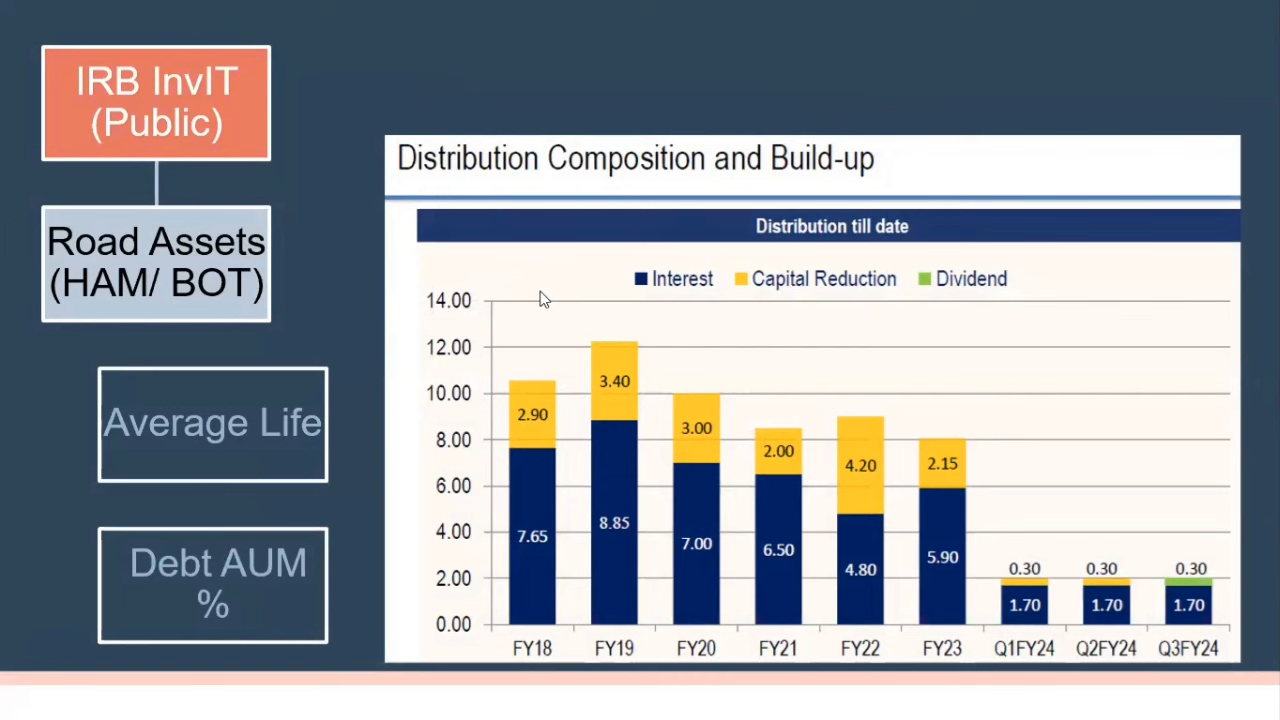 IRB InvIT
(Public)
Road Assets
(HAM/ BOT)
Average Life
Debt AUM
%
Distribution Composition and Build-up
Distribution till date
Interest Capital Reduction Dividend
14.00
12.00
10.00
8.00
6.00
4.00
2.00
0.00
2.90 3.40 3.00 2.00 4.20 2.15 0.30 0.30 0.30
7.65 8.85 7.00 6.50 4.80 5.90 1.70 1.70 1.70
FY18 FY19 FY20 FY21 FY22 FY23 Q1FY24 Q2FY24 Q3FY24